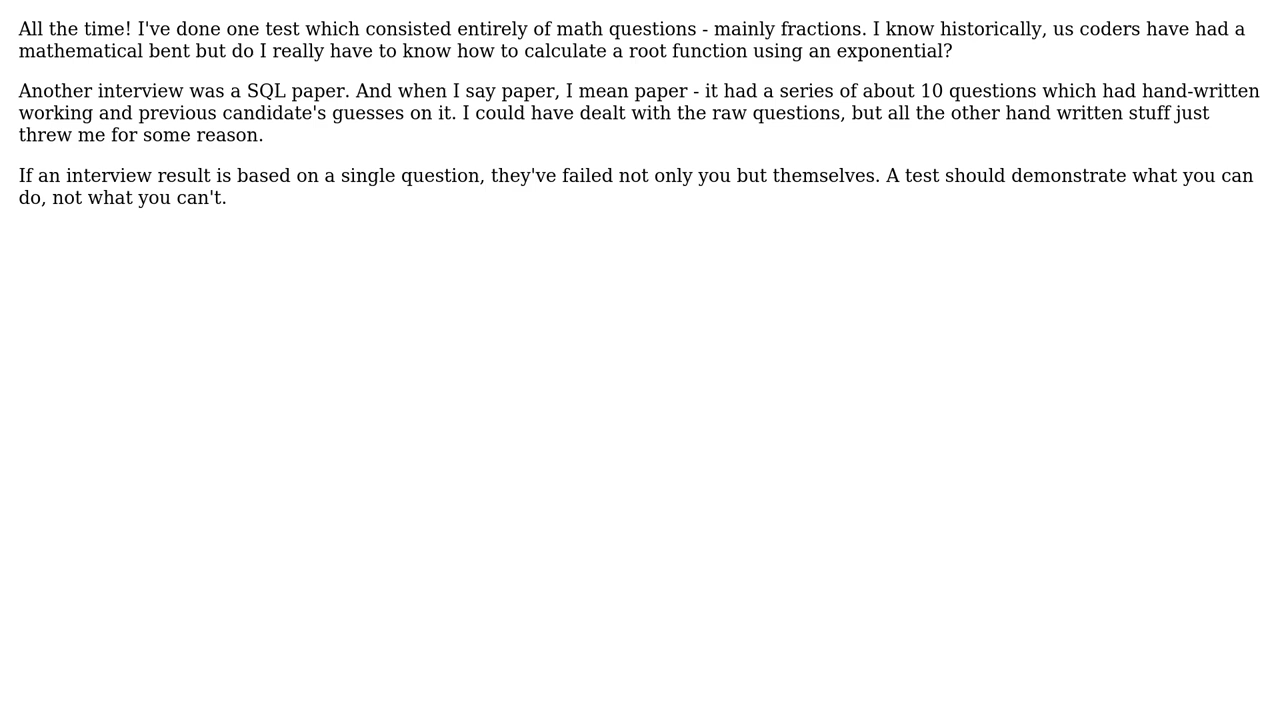 All the time! I've done one test which consisted entirely of math questions - mainly fractions. I know historically, us coders have had a
mathematical bent but do I really have to know how to calculate a root function using an exponential?
Another interview was a SQL paper. And when I say paper, I mean paper - it had a series of about 10 questions which had hand-written
working and previous candidate's guesses on it. I could have dealt with the raw questions, but all the other hand written stuff just
threw me for some reason.
If an interview result is based on a single question, they've failed not only you but themselves. A test should demonstrate what you can
do, not what you can't.